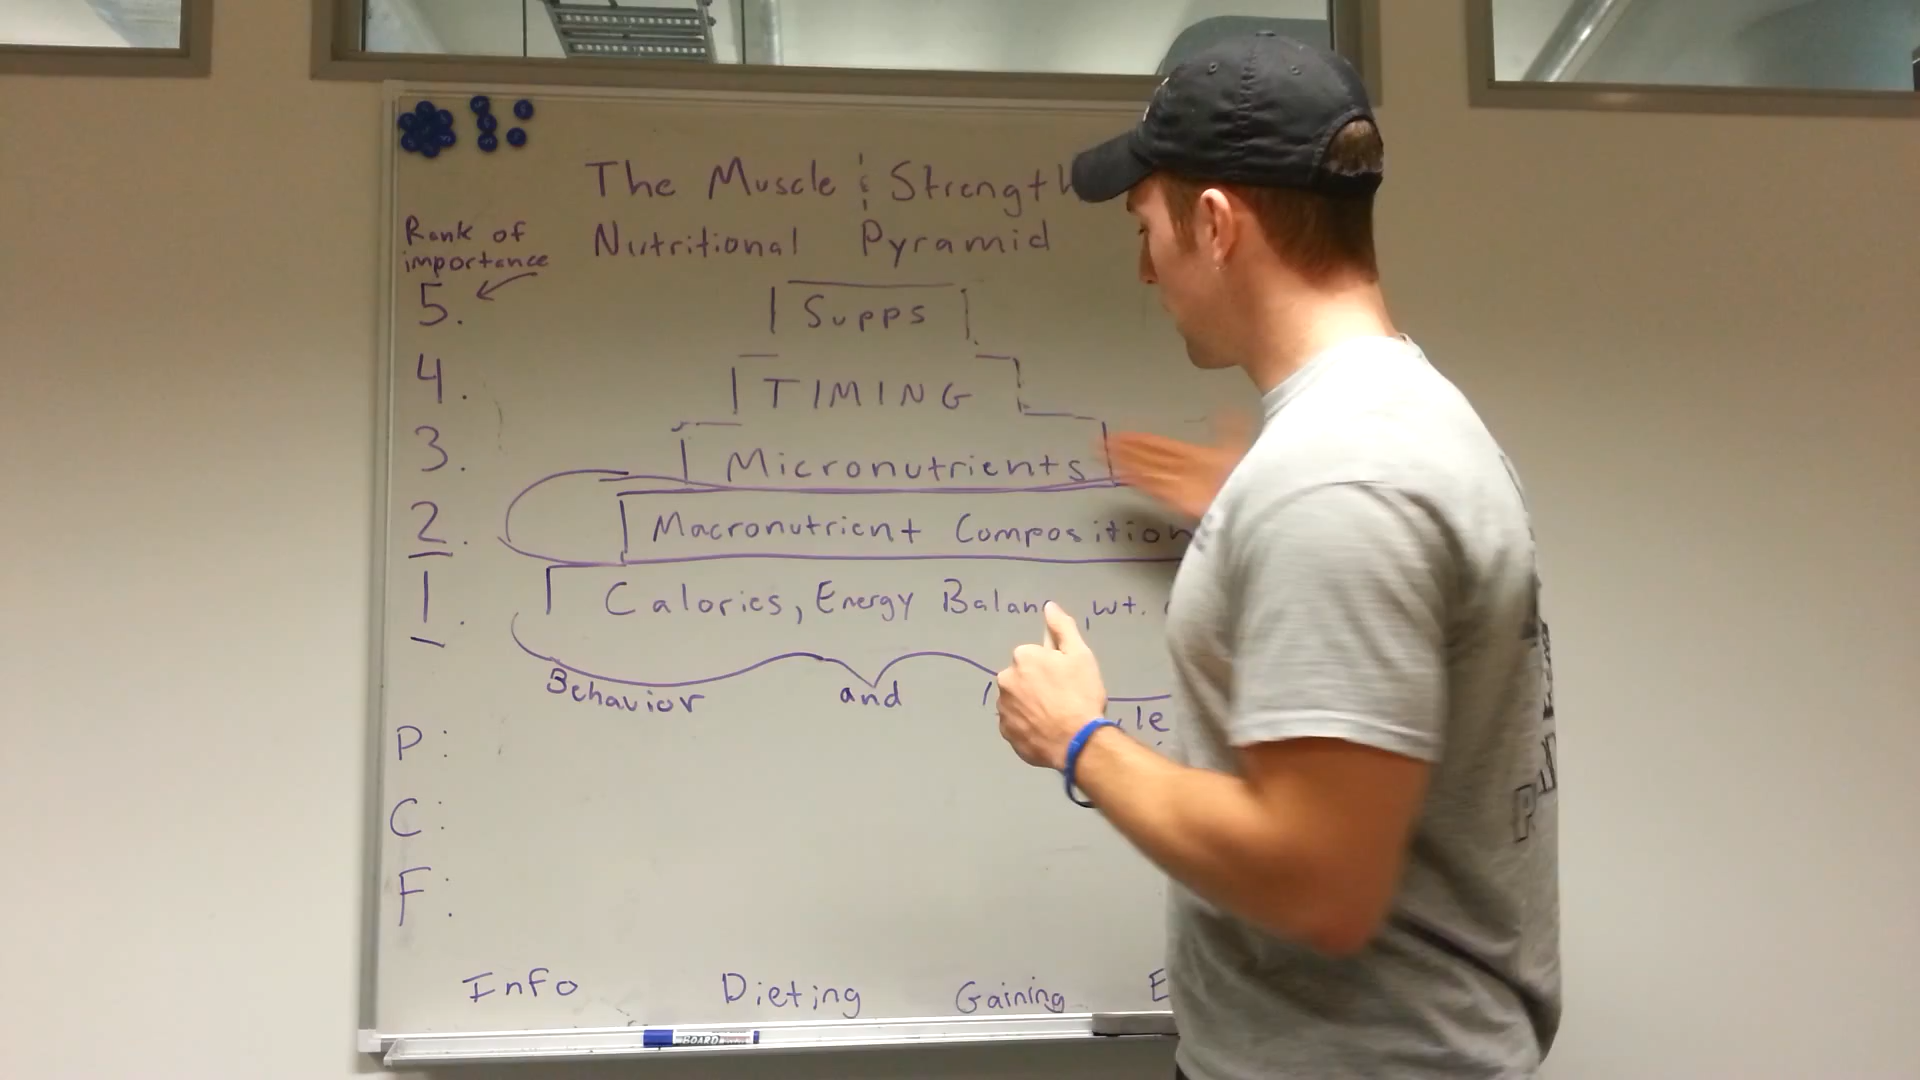 The Muscle & Strength
Nutritional Pyramid
Rank of
importance
5. Supps
4. TIMING
3. Micronutrients
2. Macronutrient Composition
1. Calories, Energy Balance, wt.
Behavior and
P:
C:
F:
Info Dieting Gaining E
BOARD